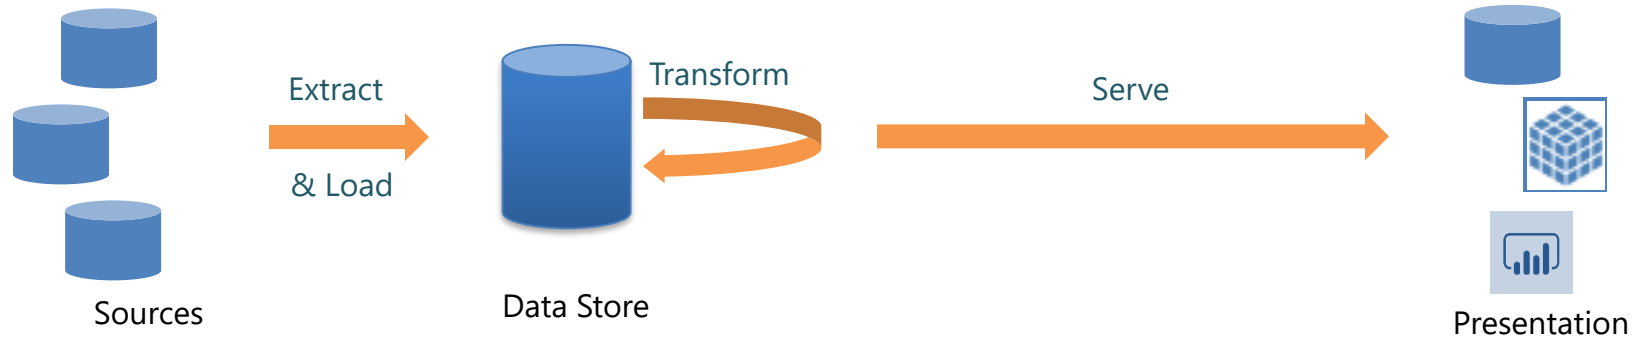 Extract
& Load
Transform
Serve
Sources
Data Store
Presentation